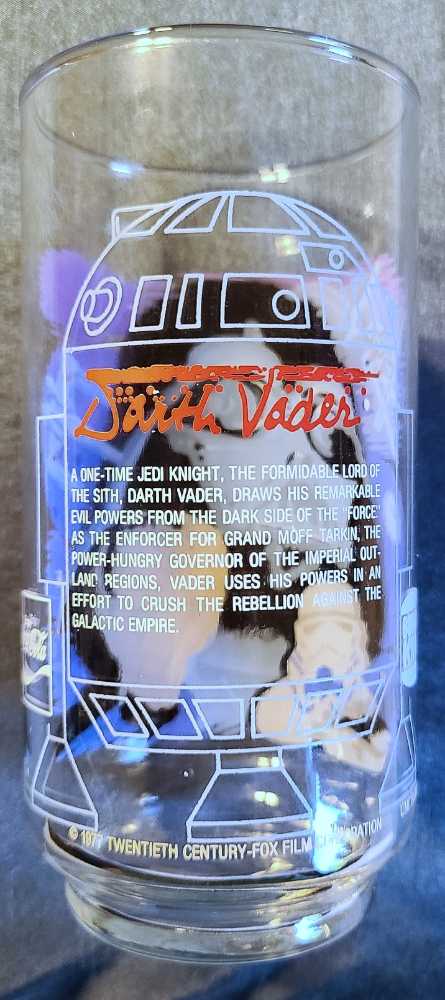 Darth Vader
A ONE-TIME JEDI KNIGHT, THE FORMIDABLE LORD OF
THE SITH, DARTH VADER, DRAWS HIS REMARKABLE
EVIL POWERS FROM THE DARK SIDE OF THE "FORCE"
AS THE ENFORCER FOR GRAND MOFF TARKIN, THE
POWER-HUNGRY GOVERNOR OF THE IMPERIAL OUT-
LAND REGIONS, VADER USES HIS POWERS IN AN
EFFORT TO CRUSH THE REBELLION AGAINST THE
GALACTIC EMPIRE.
© 1977 TWENTIETH CENTURY-FOX FILM CORPORATION